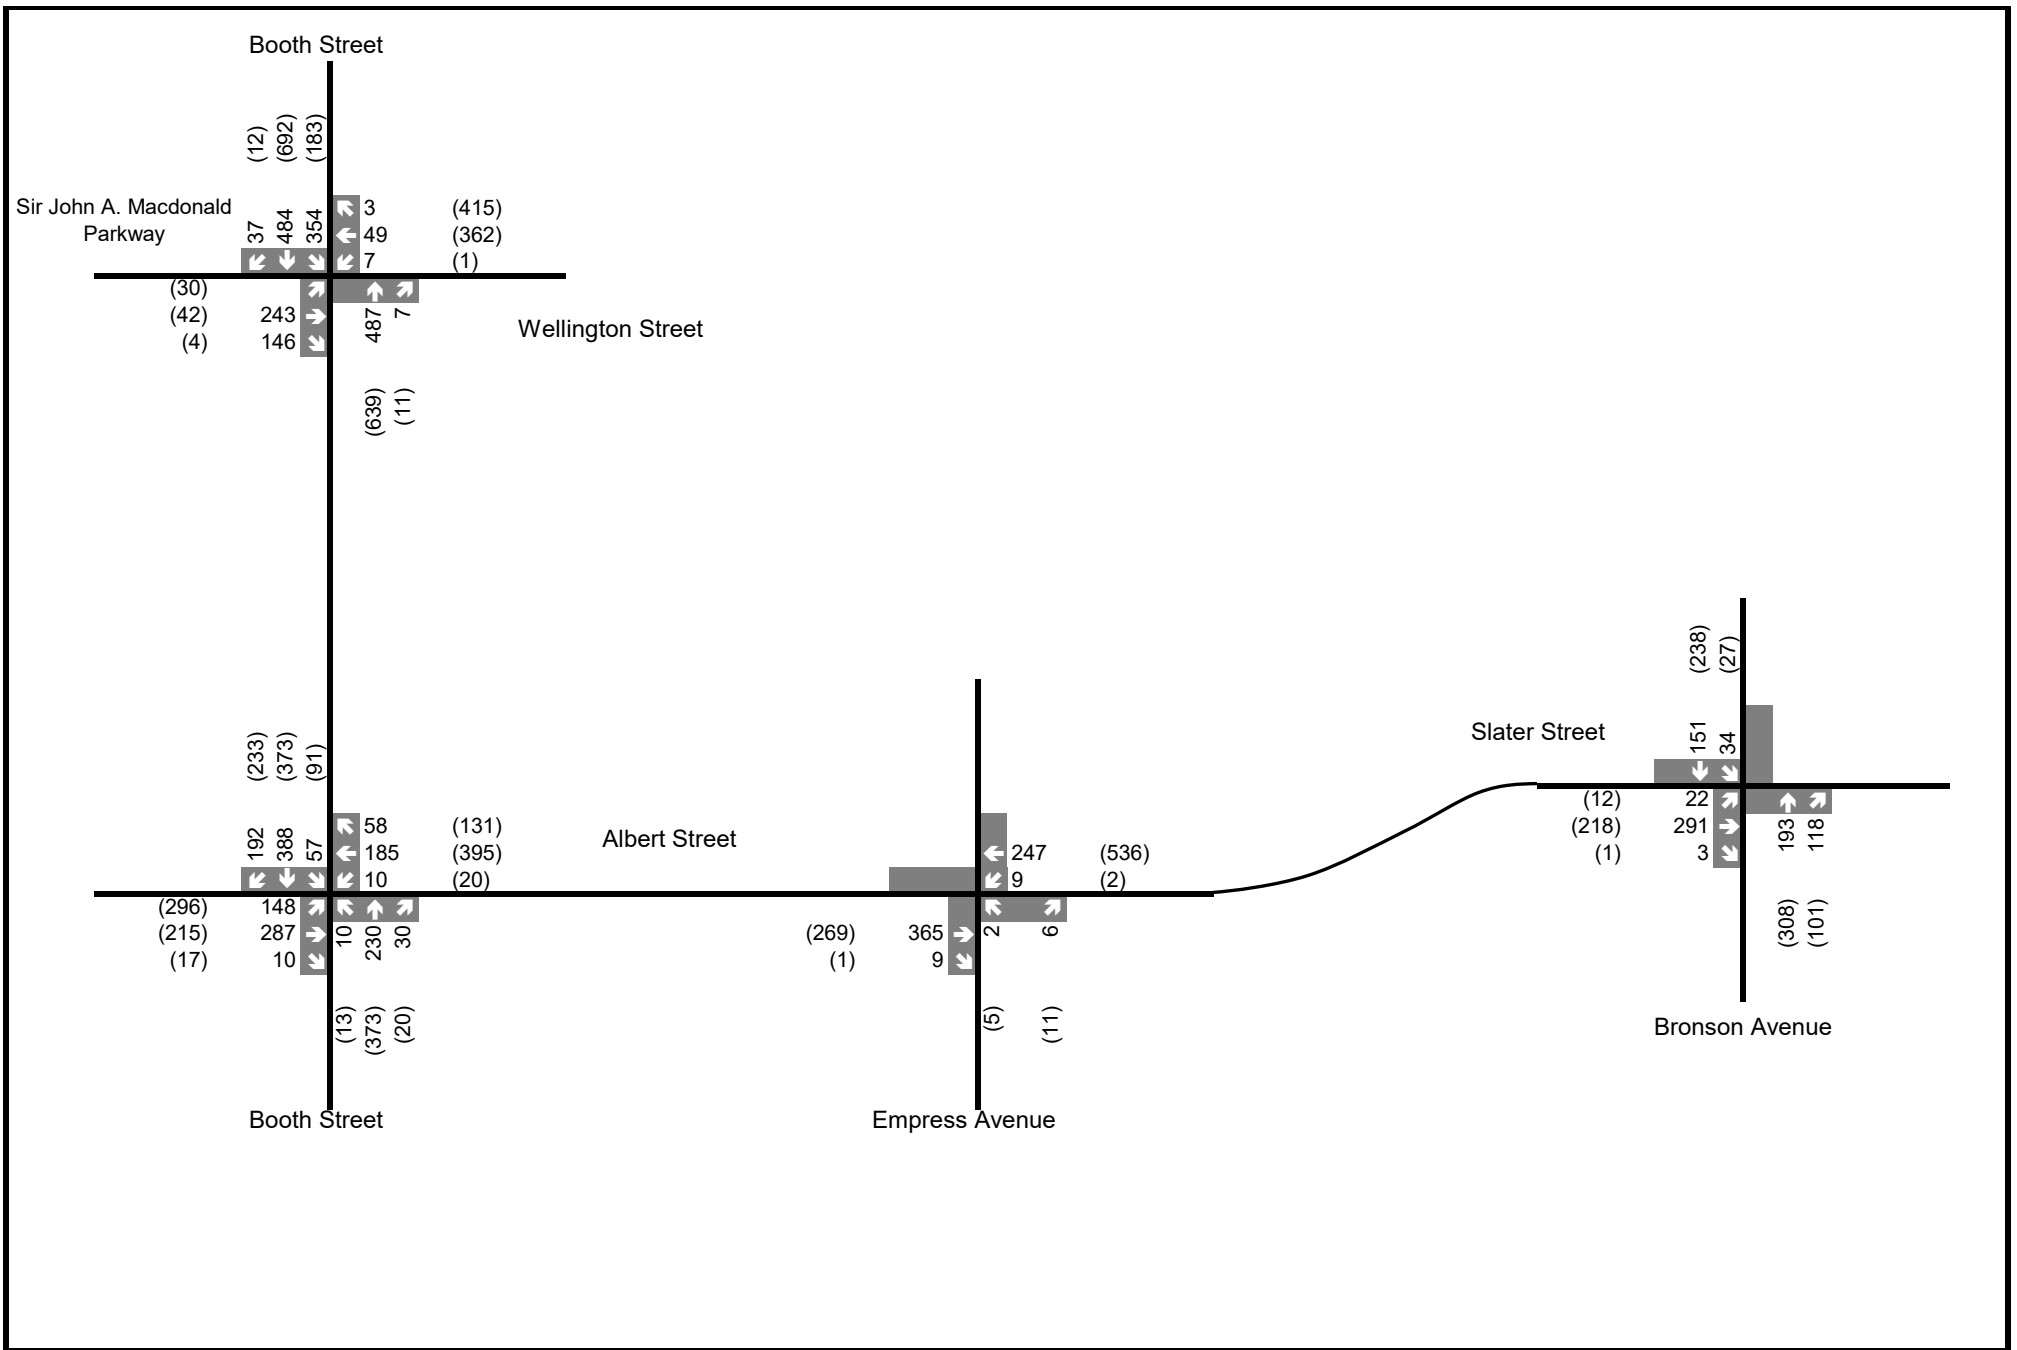 Booth Street
(12) (692) (183)
Sir John A. Macdonald
Parkway
37 484 354
3 (415)
49 (362)
7 (1)
(30)
(42) 243
(4) 146
487 7
(639) (11)
Wellington Street
(238) (27)
Slater Street
151 34
(12) 22
(218) 291
(1) 3
193 118
(308) (101)
Bronson Avenue
(233) (373) (91)
192 388 57
58 (131)
185 (395)
10 (20)
Albert Street
(296) 148
(215) 287
(17) 10
10 230 30
(13) (373) (20)
Booth Street
247 (536)
9 (2)
(269) 365
(1) 9
2 6
(5) (11)
Empress Avenue